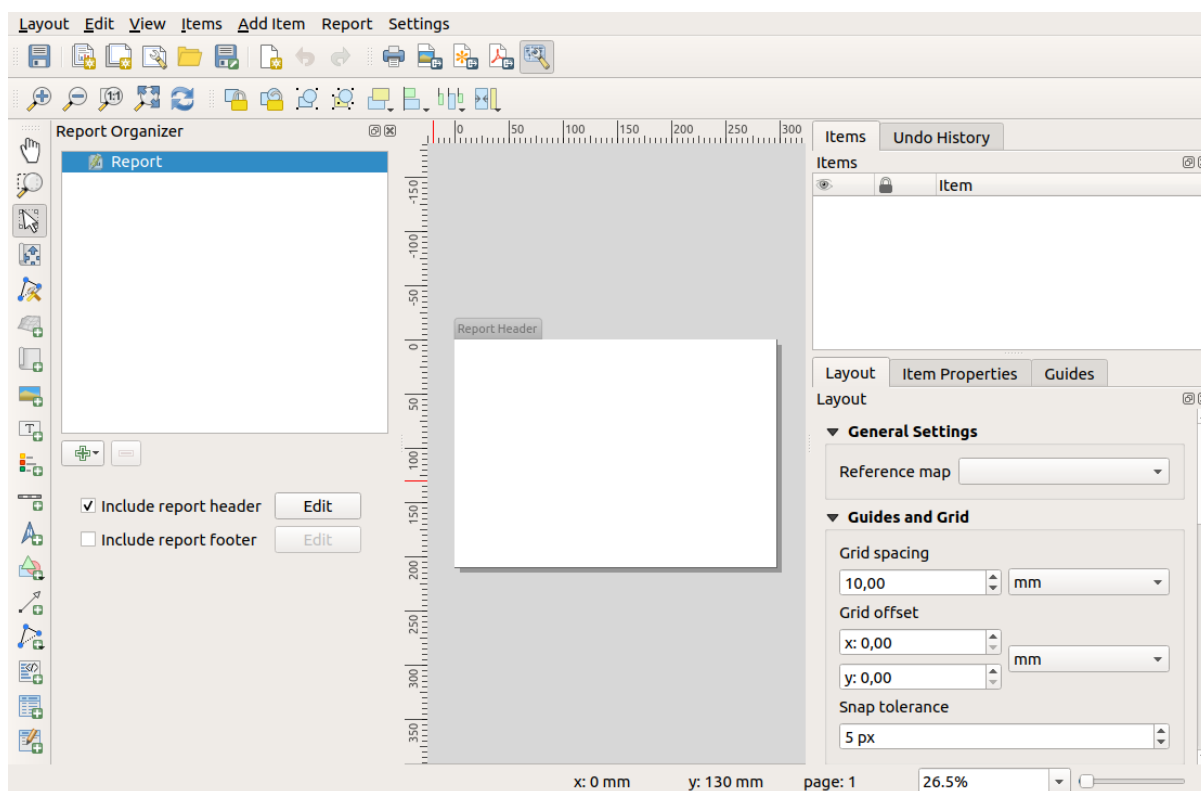 Layout Edit View Items Add Item Report Settings
1:1
Report Organizer
Report
Include report header Edit
Include report footer Edit
0 50 100 150 200 250 300
-150
-100
-50
0
50
100
150
200
250
300
350
Report Header
Items Undo History
Items
Item
Layout Item Properties Guides
Layout
General Settings
Reference map
Guides and Grid
Grid spacing
10,00 mm
Grid offset
x: 0,00
mm
y: 0,00
Snap tolerance
5 px
x: 0 mm y: 130 mm page: 1 26.5%